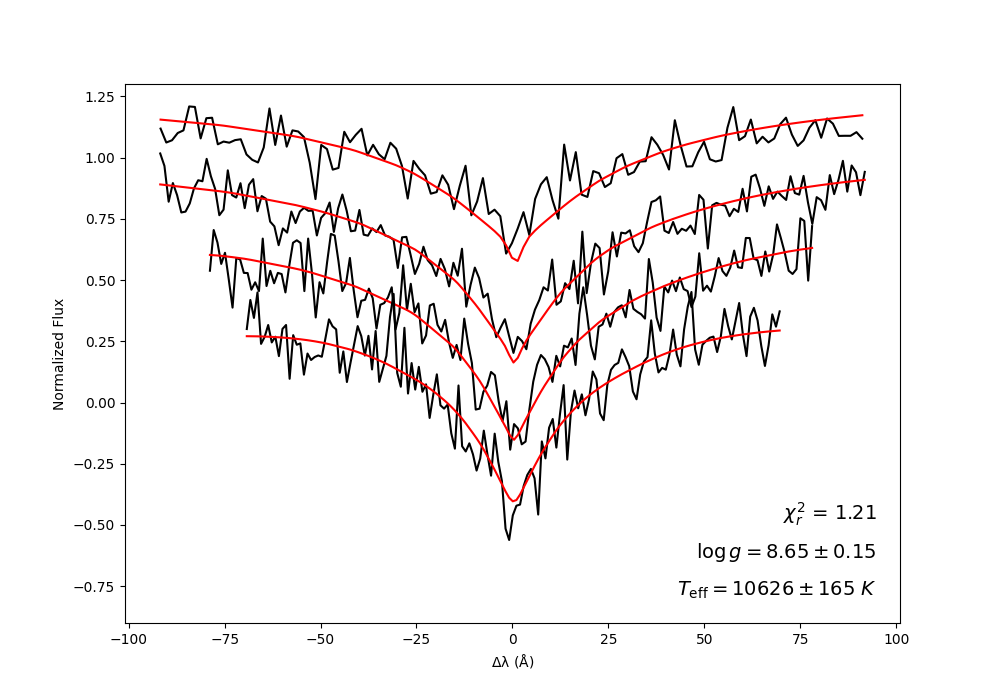 1.25
1.00
0.75
0.50
0.25
0.00
−0.25
−0.50
−0.75
Normalized Flux
χ²ᵣ = 1.21
log g = 8.65 ± 0.15
T_eff = 10626 ± 165 K
−100 −75 −50 −25 0 25 50 75 100
Δλ (Å)